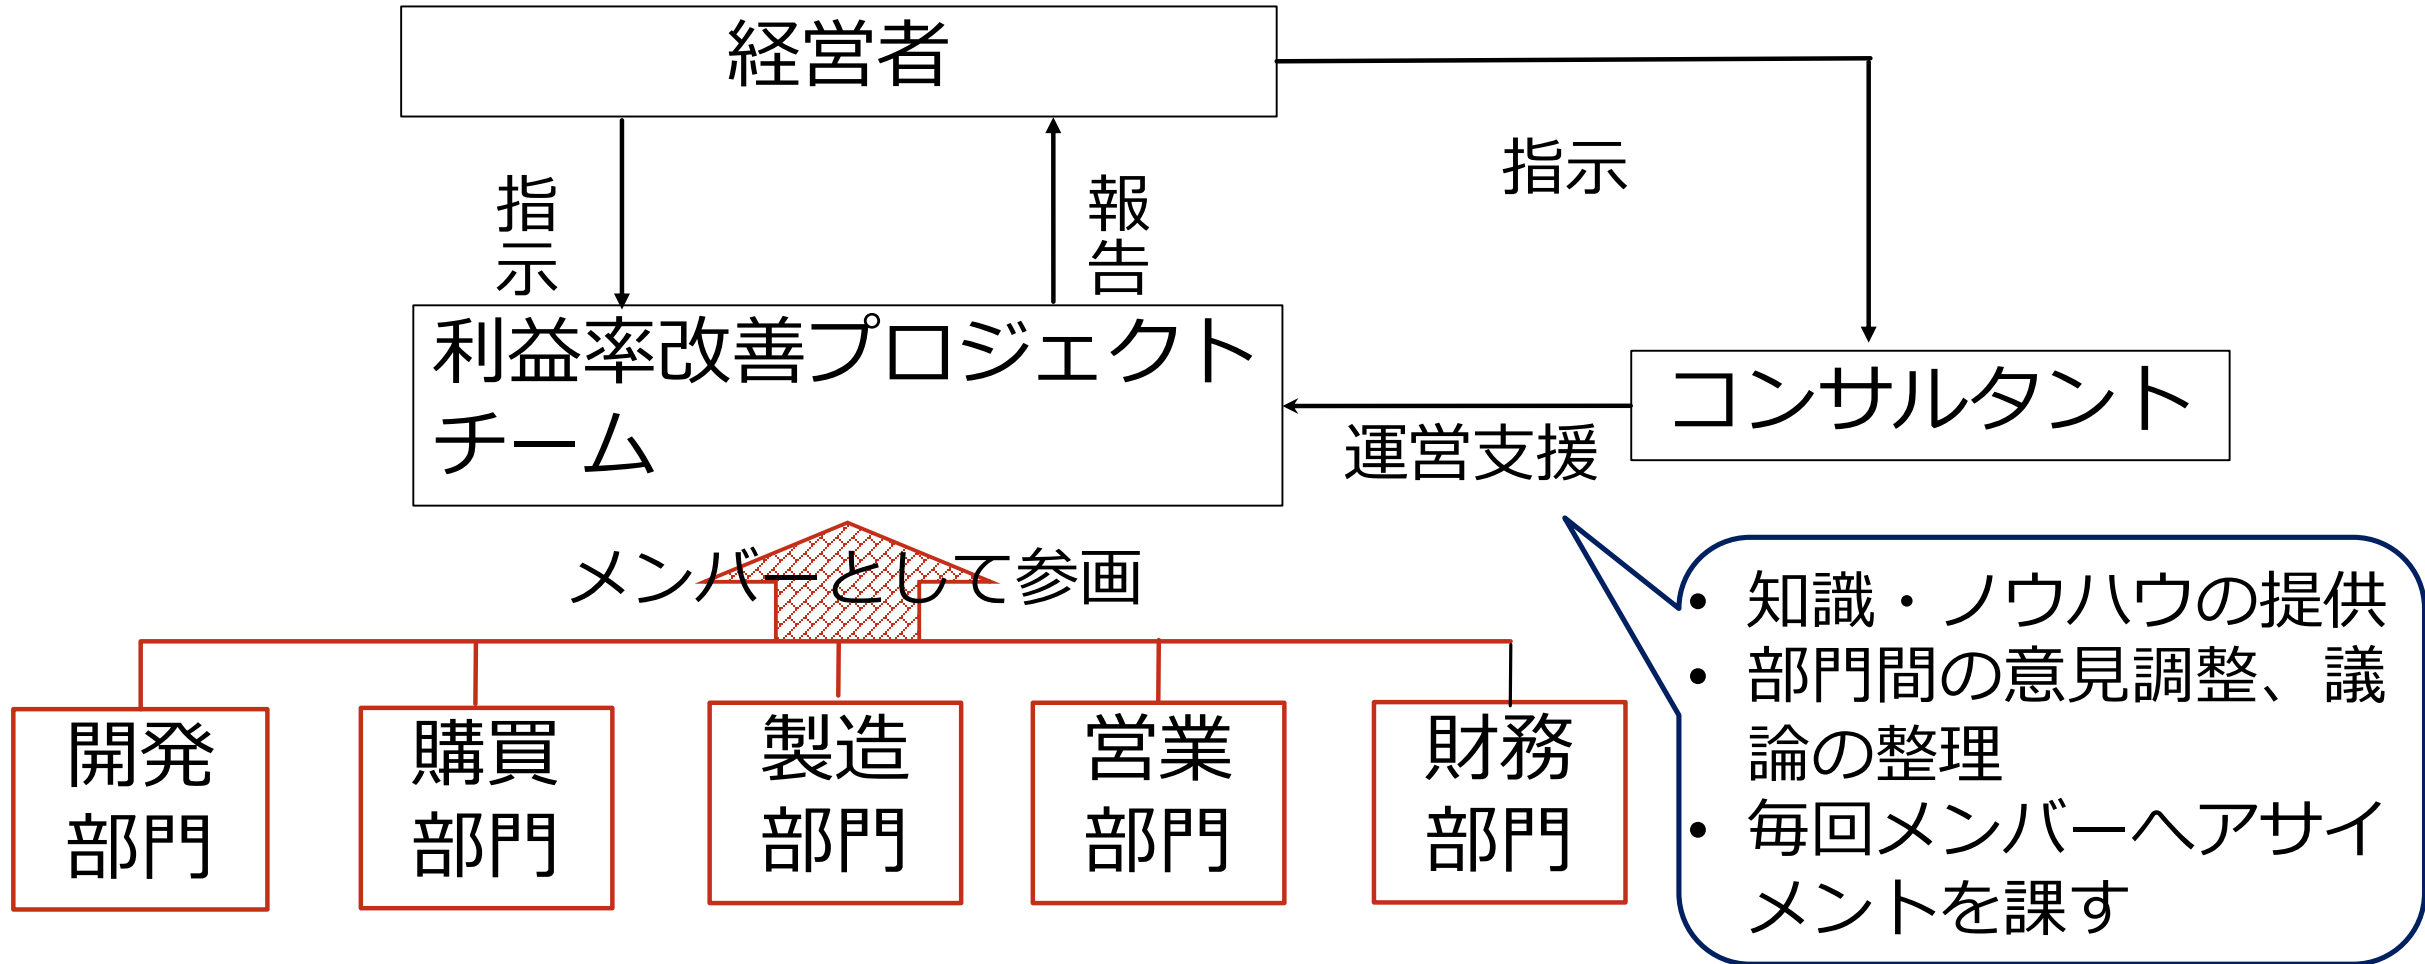 経営者
指示
報告
指示
利益率改善プロジェクト
チーム
コンサルタント
運営支援
メンバーとして参画
開発
部門
購買
部門
製造
部門
営業
部門
財務
部門
• 知識・ノウハウの提供
• 部門間の意見調整、議
論の整理
• 毎回メンバーへアサイ
メントを課す